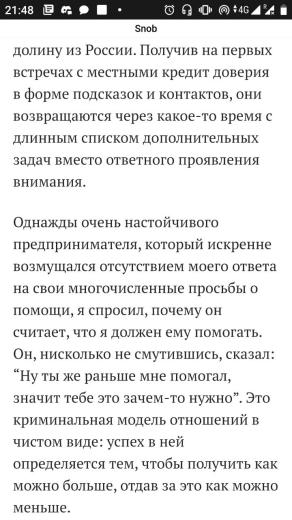 21:48
4G
Snob
долину из России. Получив на первых
встречах с местными кредит доверия
в форме подсказок и контактов, они
возвращаются через какое-то время с
длинным списком дополнительных
задач вместо ответного проявления
внимания.
Однажды очень настойчивого
предпринимателя, который искренне
возмущался отсутствием моего ответа
на свои многочисленные просьбы о
помощи, я спросил, почему он
считает, что я должен ему помогать.
Он, нисколько не смутившись, сказал:
“Ну ты же раньше мне помогал,
значит тебе это зачем-то нужно”. Это
криминальная модель отношений в
чистом виде: успех в ней
определяется тем, чтобы получить как
можно больше, отдав за это как можно
меньше.